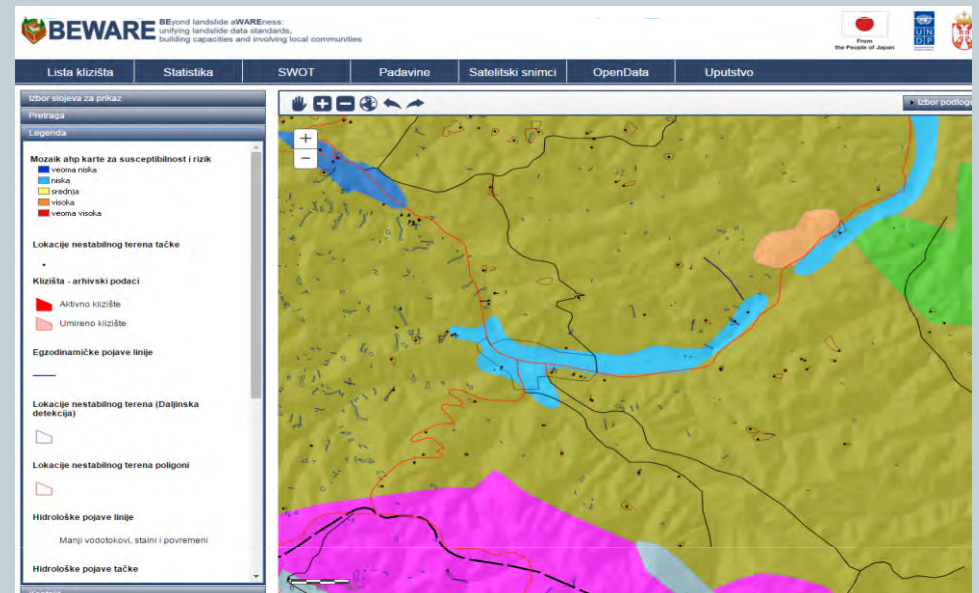 BEWARE
BEyond landslide aWAREness:
unifying landslide data standards,
building capacities and involving local communities
From
the People of Japan
U N
D P
Lista klizišta
Statistika
SWOT
Padavine
Satelitski snimci
OpenData
Uputstvo
Izbor slojeva za prikaz
Pretraga
Legenda
Izbor podloge
+
−
Mozaik ahp karte za susceptibilnost i rizik
veoma niska
niska
srednja
visoka
veoma visoka
Lokacije nestabilnog terena tačke
Klizišta - arhivski podaci
Aktivno klizište
Umireno klizište
Egzodinamičke pojave linije
Lokacije nestabilnog terena (Daljinska
detekcija)
Lokacije nestabilnog terena poligoni
Hidrološke pojave linije
Manji vodotokovi, stalni i povremeni
Hidrološke pojave tačke